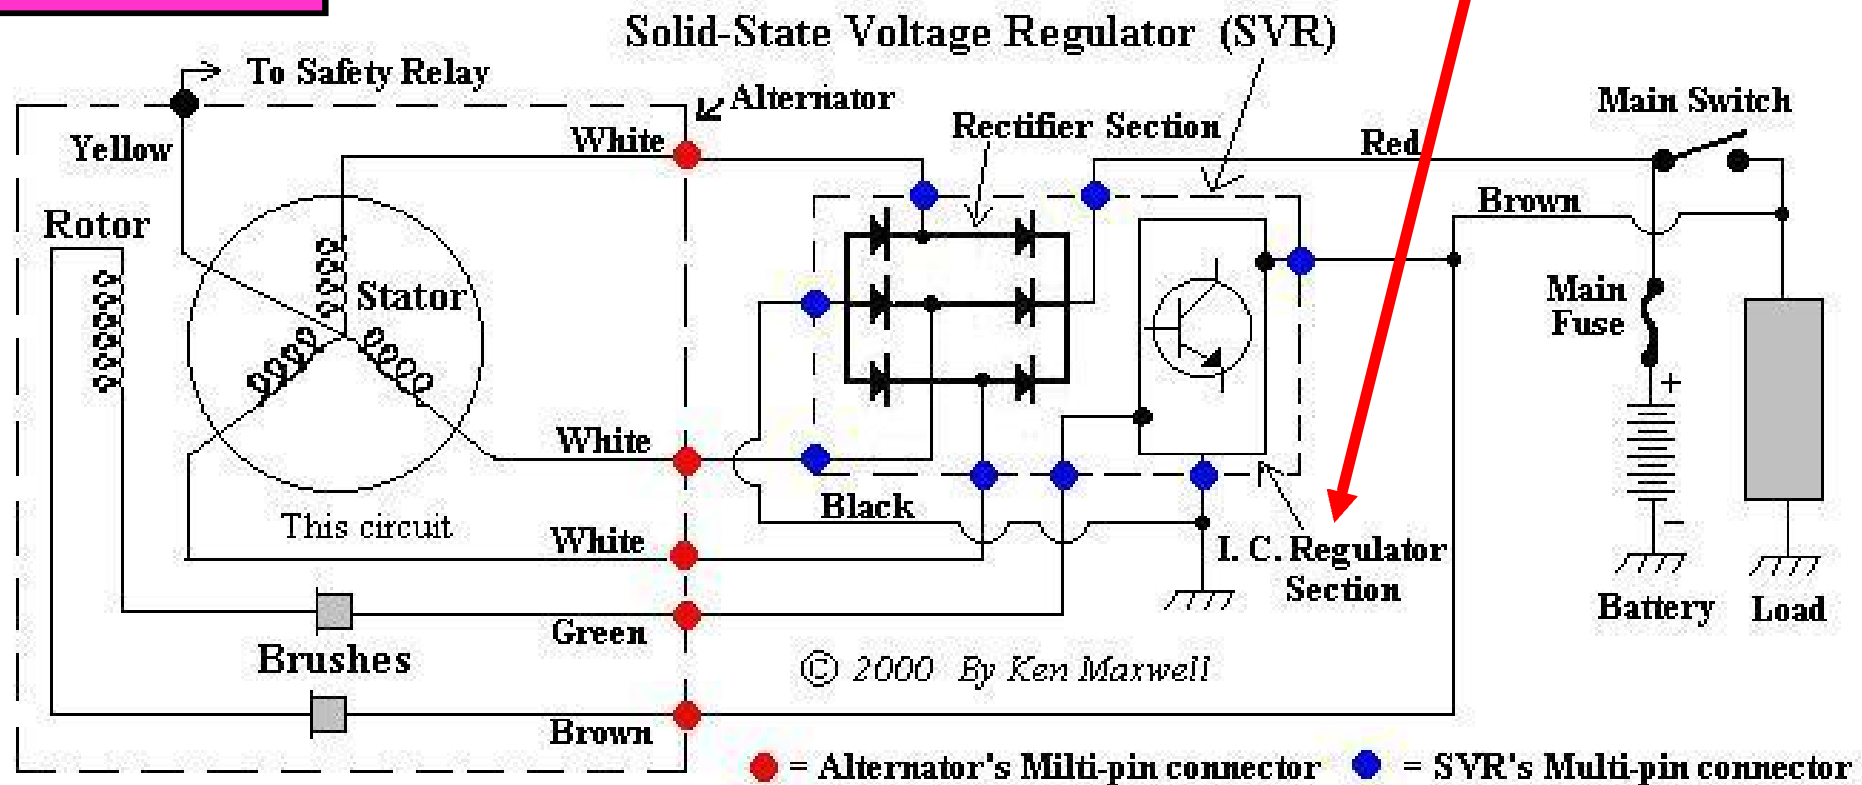 Solid-State Voltage Regulator (SVR)
To Safety Relay
Alternator
Main Switch
Rectifier Section
White
Red
Yellow
Brown
Rotor
Stator
Main
Fuse
+
White
Black
This circuit
White
−
I. C. Regulator
Section
Green
Battery
Load
Brushes
© 2000 By Ken Maxwell
Brown
= Alternator's Milti-pin connector
= SVR's Multi-pin connector